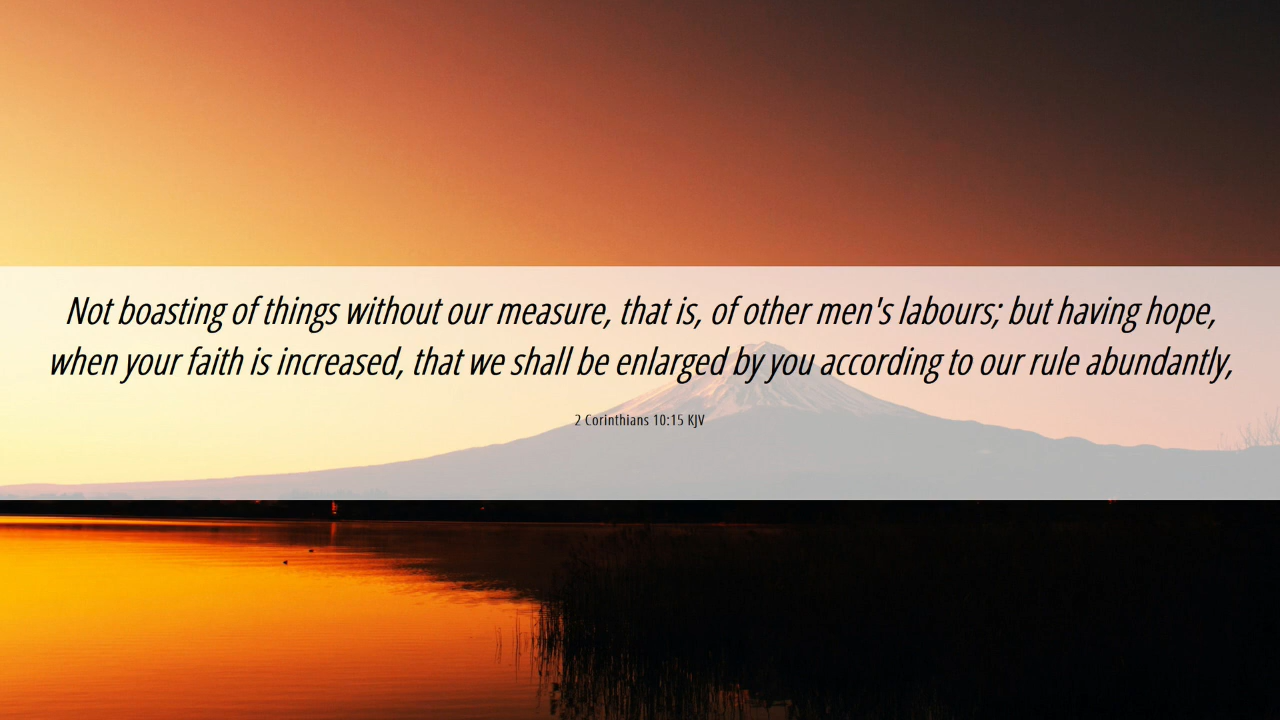 Not boasting of things without our measure, that is, of other men's labours; but having hope,
when your faith is increased, that we shall be enlarged by you according to our rule abundantly,
2 Corinthians 10:15 KJV